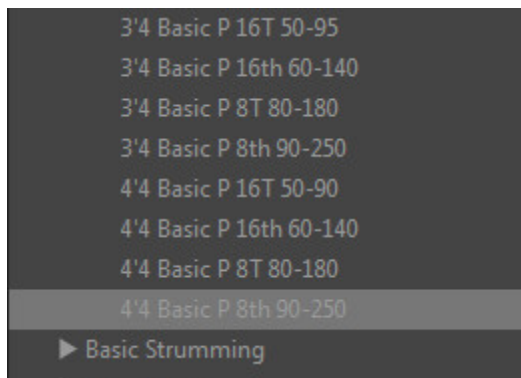 3'4 Basic P 16T 50-95
3'4 Basic P 16th 60-140
3'4 Basic P 8T 80-180
3'4 Basic P 8th 90-250
4'4 Basic P 16T 50-90
4'4 Basic P 16th 60-140
4'4 Basic P 8T 80-180
4'4 Basic P 8th 90-250
Basic Strumming